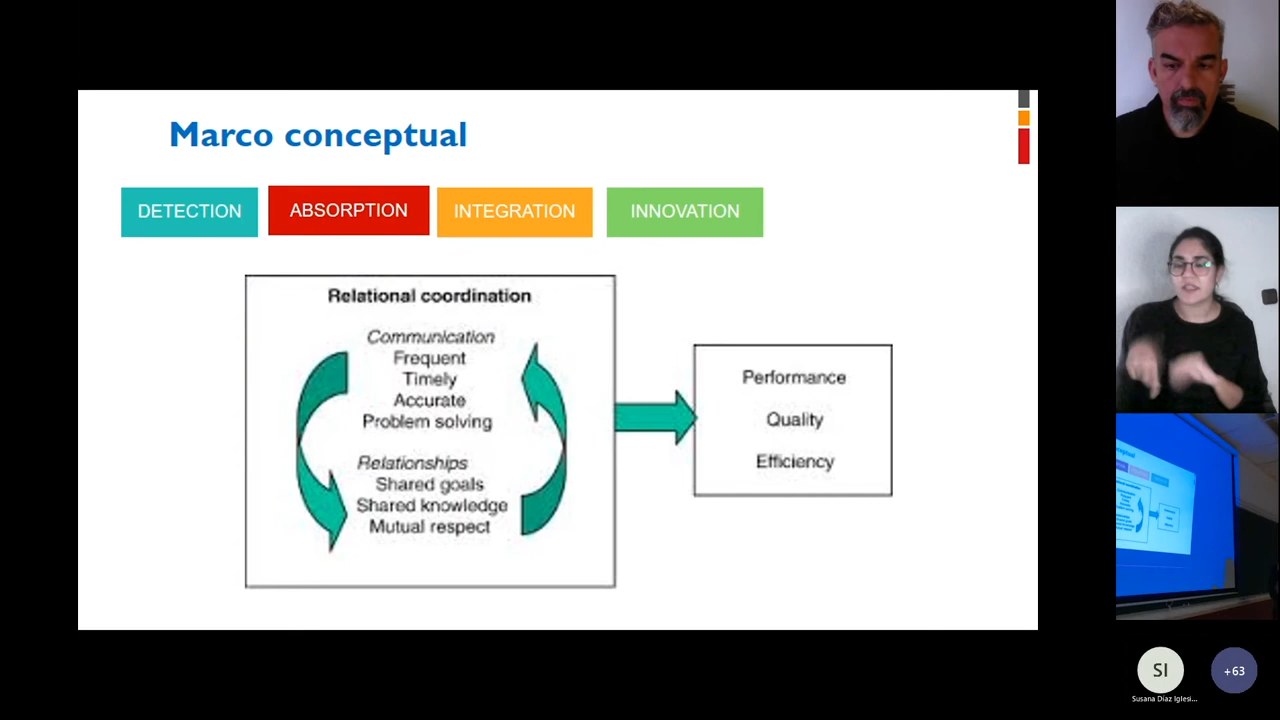 Marco conceptual
DETECTION
ABSORPTION
INTEGRATION
INNOVATION
Relational coordination
Communication
Frequent
Timely
Accurate
Problem solving
Relationships
Shared goals
Shared knowledge
Mutual respect
Performance
Quality
Efficiency
SI
+63
Susana Díaz Iglesi...